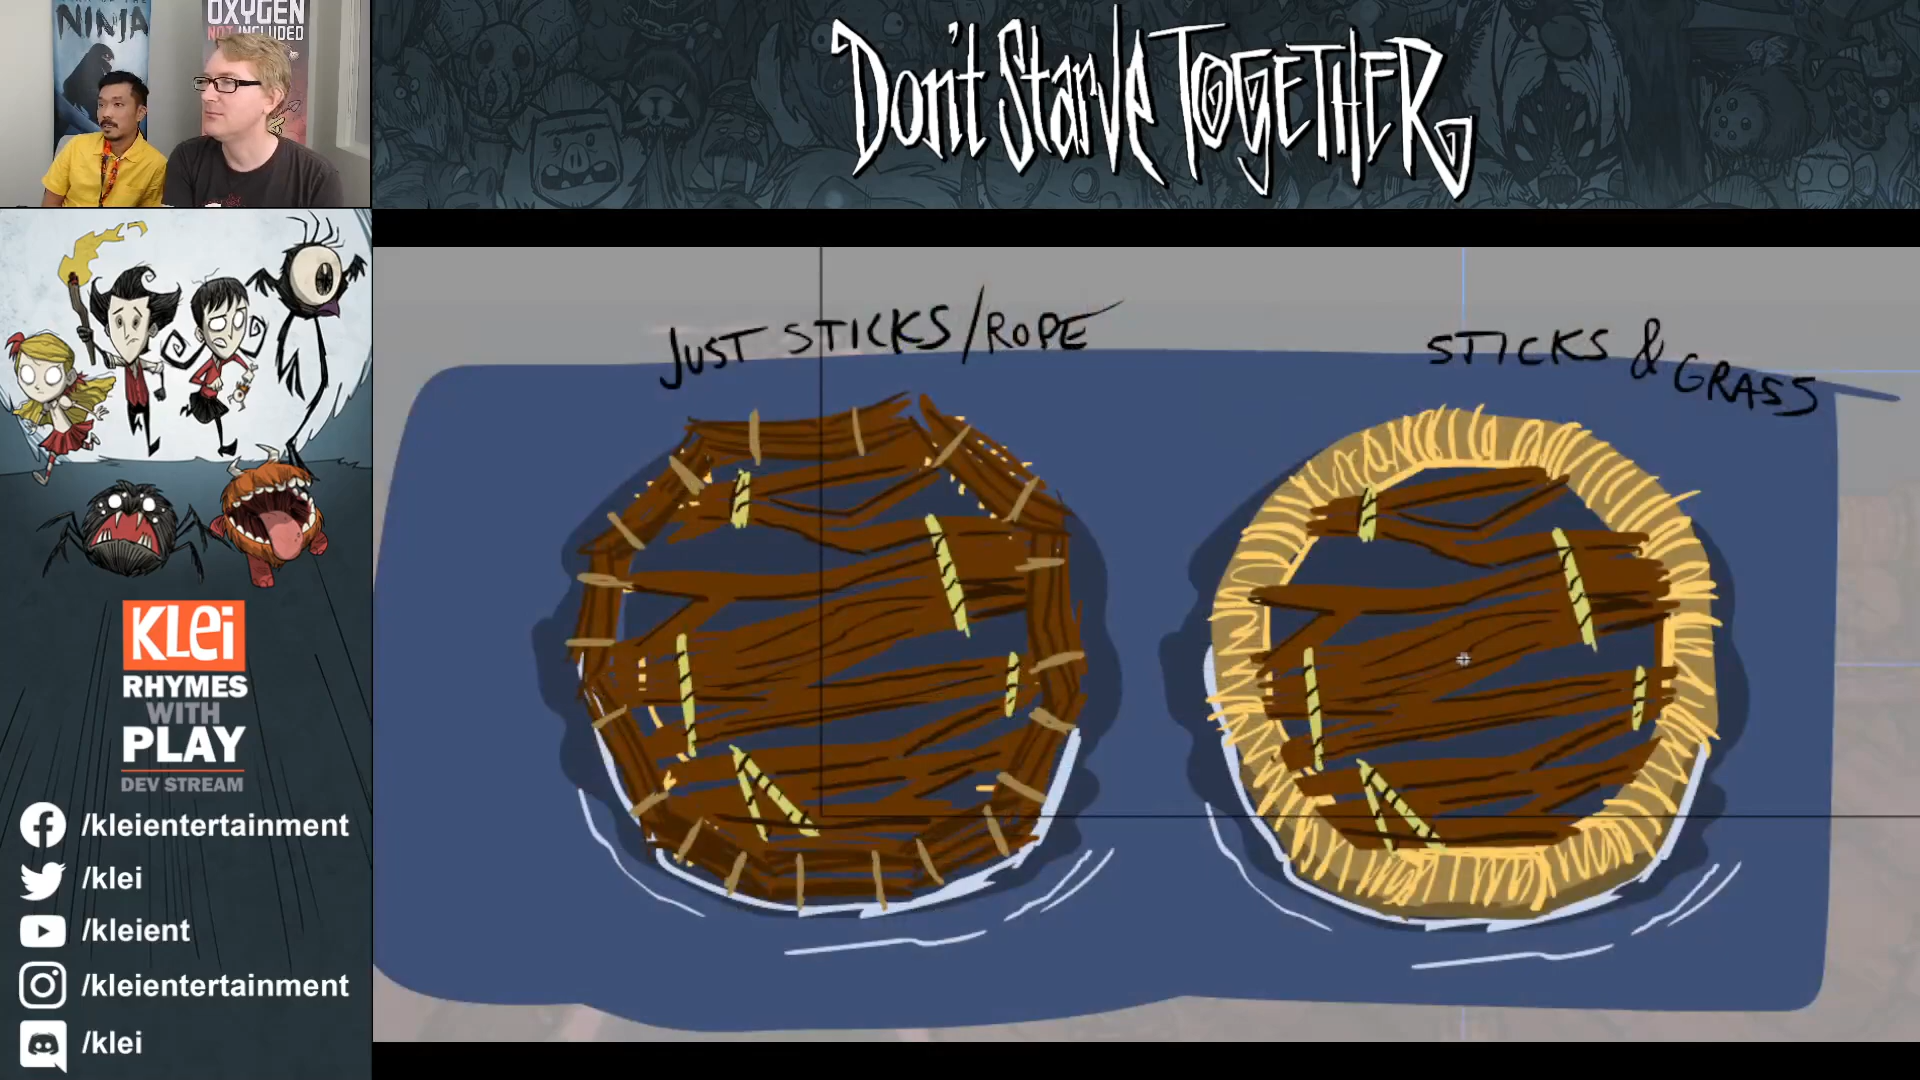 NINJA
OXYGEN
NOT INCLUDED
Don't Starve TOGETHER
JUST STICKS/ROPE
STICKS & GRASS
KLei
RHYMES
WITH
PLAY
DEV STREAM
/kleientertainment
/klei
/kleient
/kleientertainment
/klei